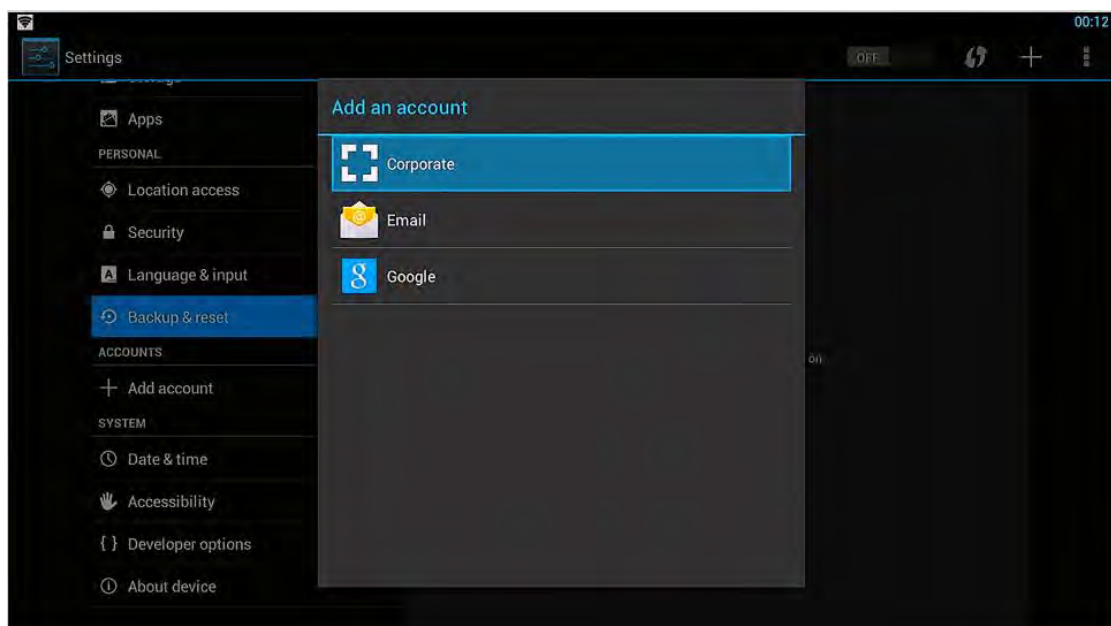 00:12
Settings
OFF
Apps
PERSONAL
Location access
Security
Language & input
Backup & reset
ACCOUNTS
Add account
SYSTEM
Date & time
Accessibility
Developer options
About device
Add an account
Corporate
Email
Google
on